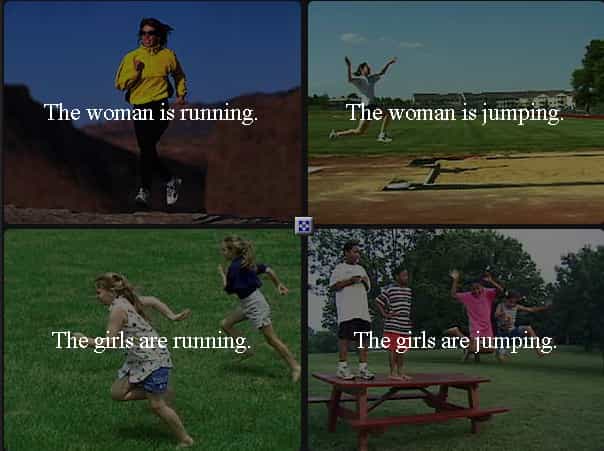 The woman is running.
The woman is jumping.
The girls are running.
The girls are jumping.